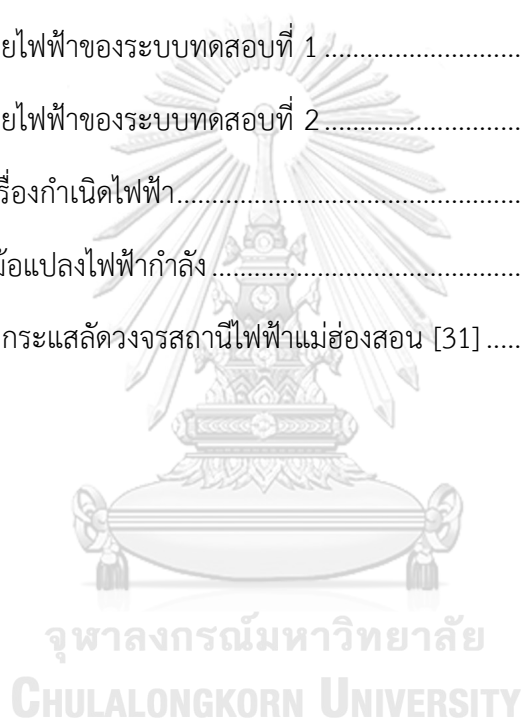 ยไฟฟ้าของระบบทดสอบที่ 1 ..........................
ยไฟฟ้าของระบบทดสอบที่ 2 ..........................
รื่องกำเนิดไฟฟ้า..............................................
ม้อแปลงไฟฟ้ากำลัง .........................................
กระแสลัดวงจรสถานีไฟฟ้าแม่ฮ่องสอน [31] .....
จุฬาลงกรณ์มหาวิทยาลัย
CHULALONGKORN UNIVERSITY